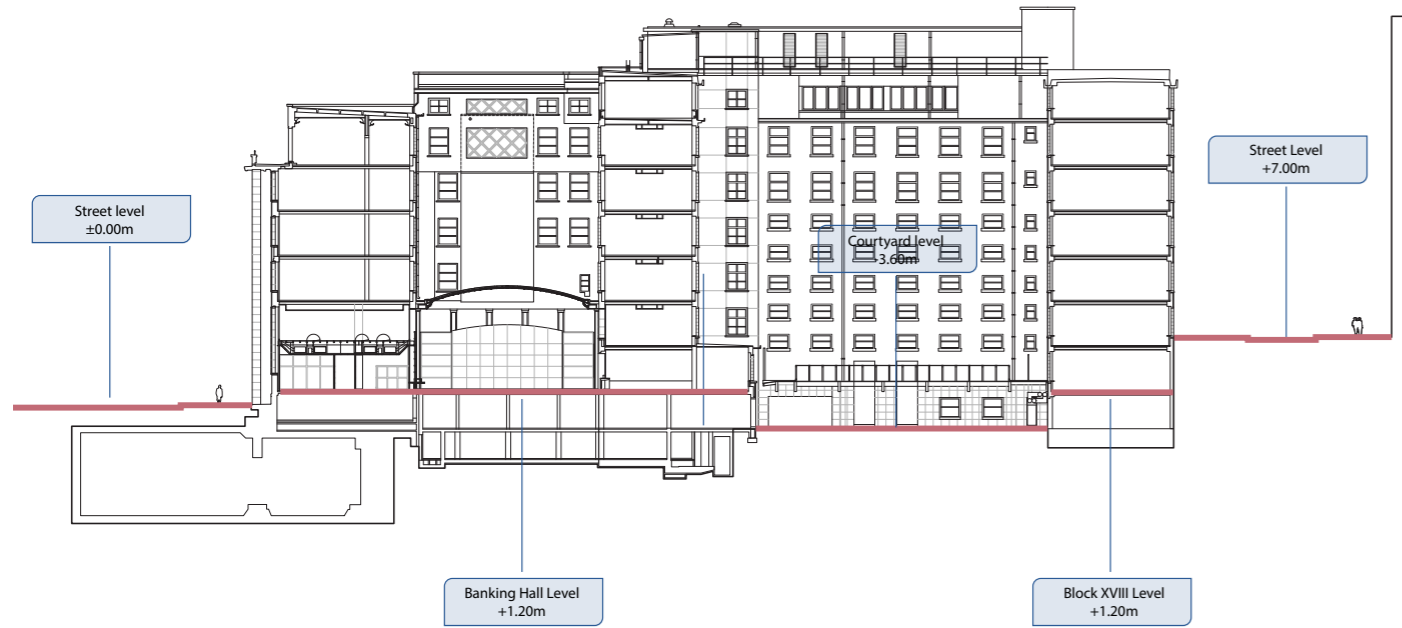 Street Level
+7.00m
Street level
±0.00m
Courtyard level
-3.60m
Banking Hall Level
+1.20m
Block XVIII Level
+1.20m